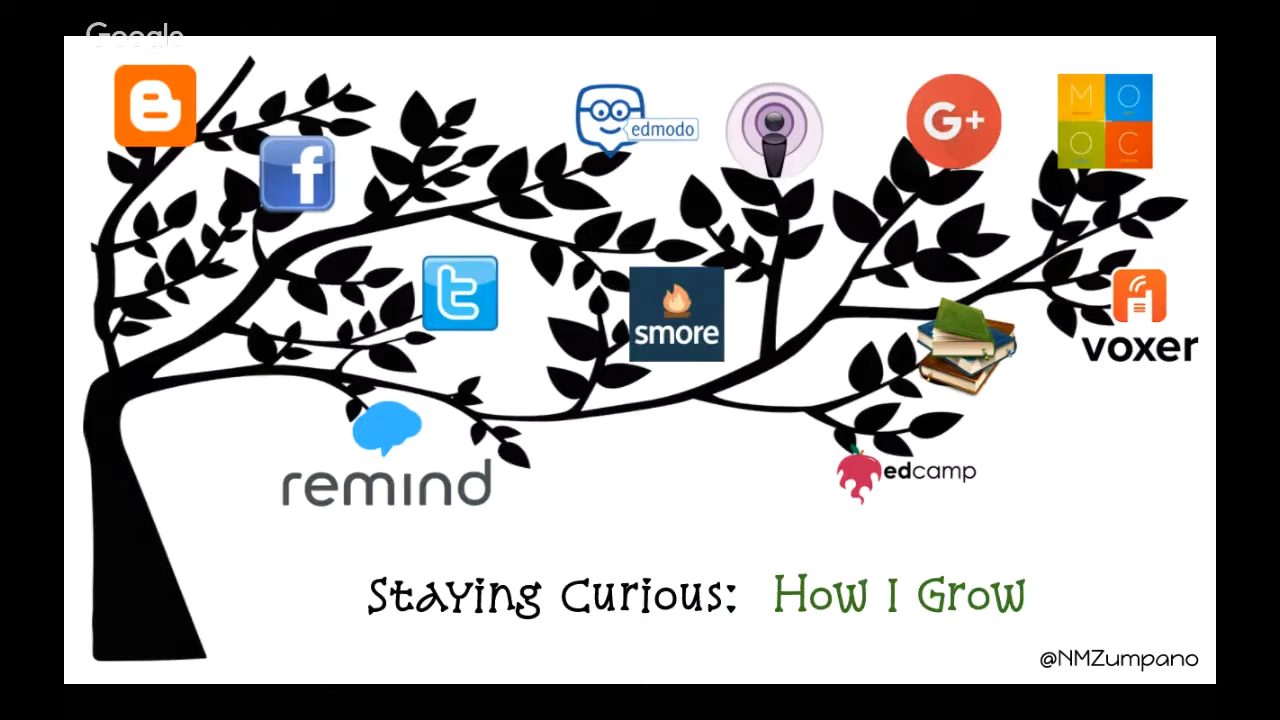 Google
edmodo
G+
M O
O C
f
t
smore
voxer
remind
edcamp
Staying Curious: How I Grow
@NMZumpano